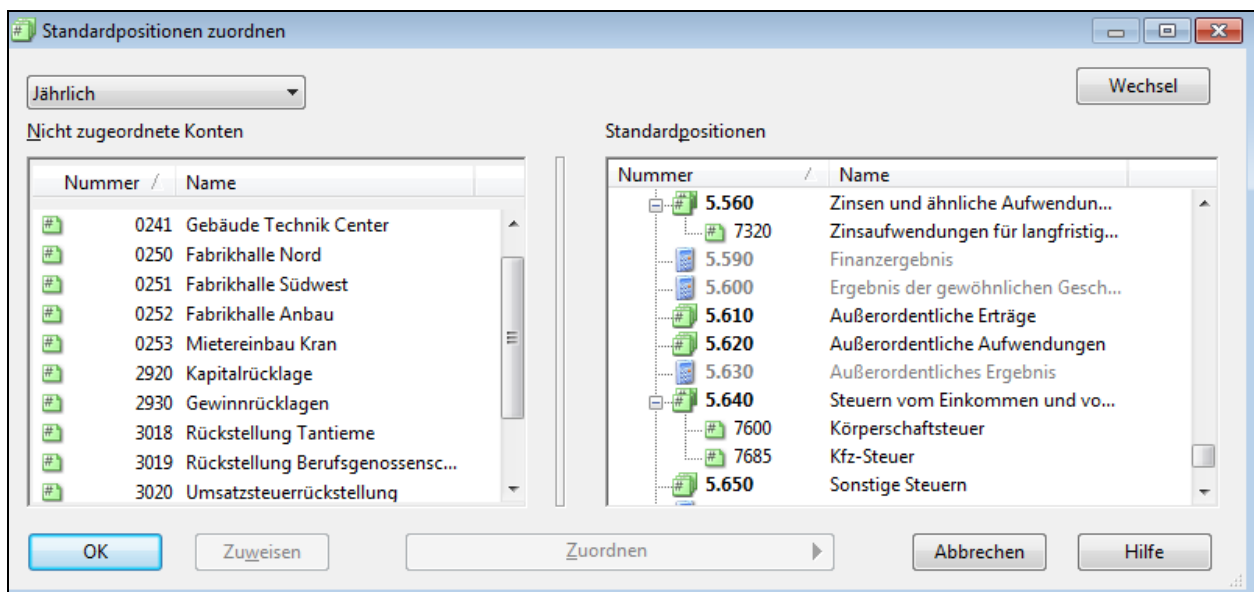 Standardpositionen zuordnen
Jährlich
Wechsel
Nicht zugeordnete Konten
Standardpositionen
Nummer Name
0241 Gebäude Technik Center
0250 Fabrikhalle Nord
0251 Fabrikhalle Südwest
0252 Fabrikhalle Anbau
0253 Mietereinbau Kran
2920 Kapitalrücklage
2930 Gewinnrücklagen
3018 Rückstellung Tantieme
3019 Rückstellung Berufsgenossensc...
3020 Umsatzsteuerrückstellung
Nummer Name
5.560 Zinsen und ähnliche Aufwendun...
7320 Zinsaufwendungen für langfristig...
5.590 Finanzergebnis
5.600 Ergebnis der gewöhnlichen Gesch...
5.610 Außerordentliche Erträge
5.620 Außerordentliche Aufwendungen
5.630 Außerordentliches Ergebnis
5.640 Steuern vom Einkommen und vo...
7600 Körperschaftsteuer
7685 Kfz-Steuer
5.650 Sonstige Steuern
OK
Zuweisen
Zuordnen
Abbrechen
Hilfe